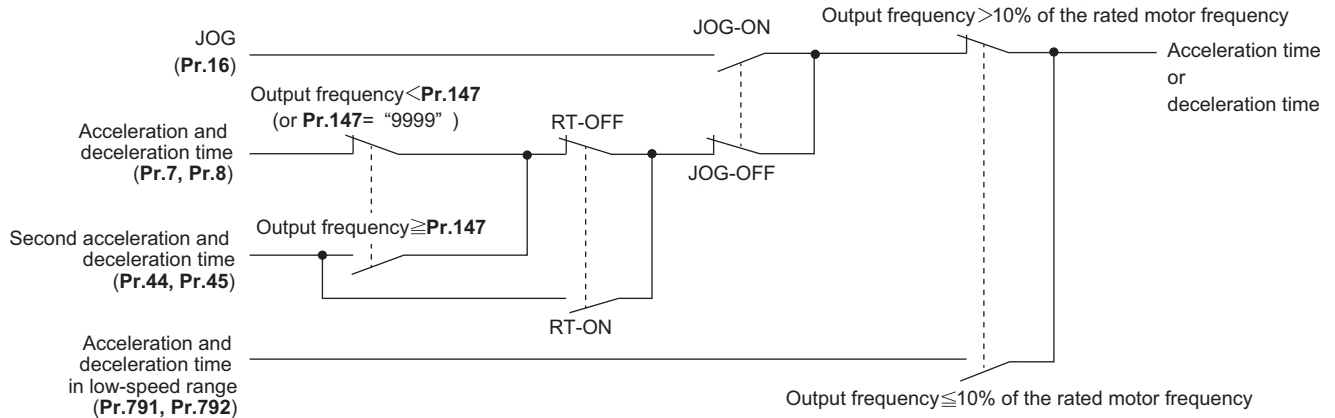 Output frequency＞10% of the rated motor frequency
JOG-ON
JOG
(Pr.16)
Acceleration time
or
deceleration time
Output frequency＜Pr.147
(or Pr.147= “9999” )
RT-OFF
Acceleration and
deceleration time
(Pr.7, Pr.8)
JOG-OFF
Output frequency≧Pr.147
Second acceleration and
deceleration time
(Pr.44, Pr.45)
RT-ON
Acceleration and
deceleration time
in low-speed range
(Pr.791, Pr.792)
Output frequency≦10% of the rated motor frequency